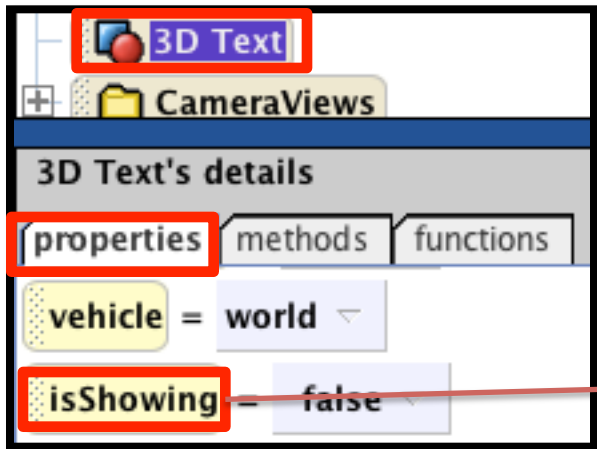 3D Text
CameraViews
3D Text's details
properties methods functions
vehicle = world
isShowing = false